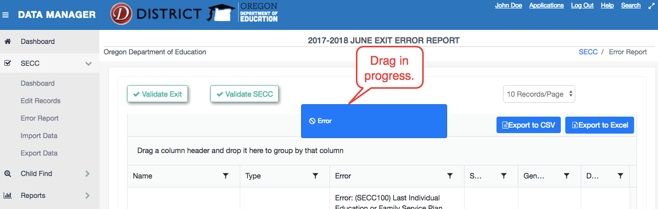 DATA MANAGER
DISTRICT
OREGON
DEPARTMENT OF
EDUCATION
John Doe Applications Log Out Help Search
Dashboard
2017-2018 JUNE EXIT ERROR REPORT
Oregon Department of Education
SECC / Error Report
SECC
Dashboard
Edit Records
Error Report
Import Data
Export Data
Child Find
Reports
Drag in
progress.
Validate Exit
Validate SECC
10 Records/Page
Error
Export to CSV
Export to Excel
Drag a column header and drop it here to group by that column
Name Type Error S... Gen... D...
Error: (SECC100) Last Individual
Education or Family Service Plan